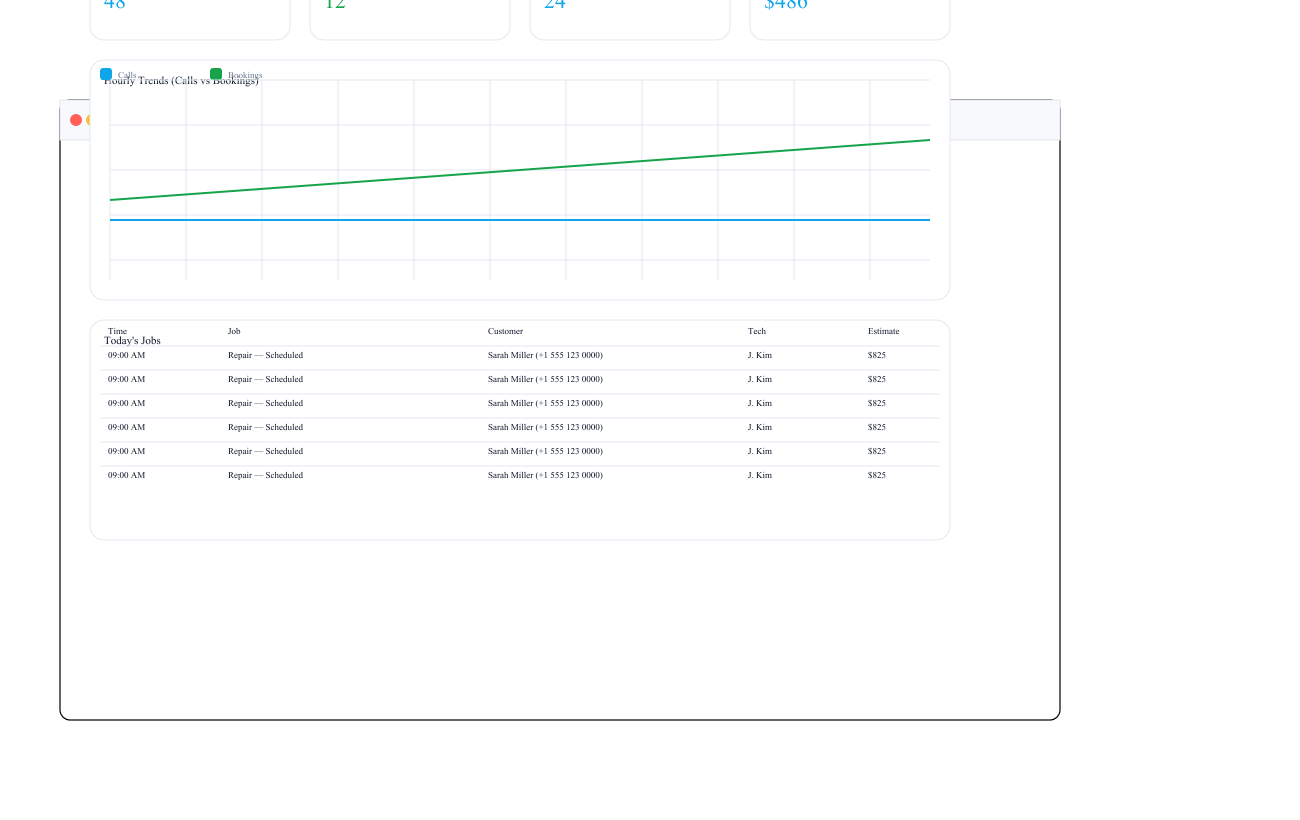 48 12 24 $486
Calls Bookings
Hourly Trends (Calls vs Bookings)
Time Job Customer Tech Estimate
Today's Jobs
09:00 AM Repair — Scheduled Sarah Miller (+1 555 123 0000) J. Kim $825
09:00 AM Repair — Scheduled Sarah Miller (+1 555 123 0000) J. Kim $825
09:00 AM Repair — Scheduled Sarah Miller (+1 555 123 0000) J. Kim $825
09:00 AM Repair — Scheduled Sarah Miller (+1 555 123 0000) J. Kim $825
09:00 AM Repair — Scheduled Sarah Miller (+1 555 123 0000) J. Kim $825
09:00 AM Repair — Scheduled Sarah Miller (+1 555 123 0000) J. Kim $825